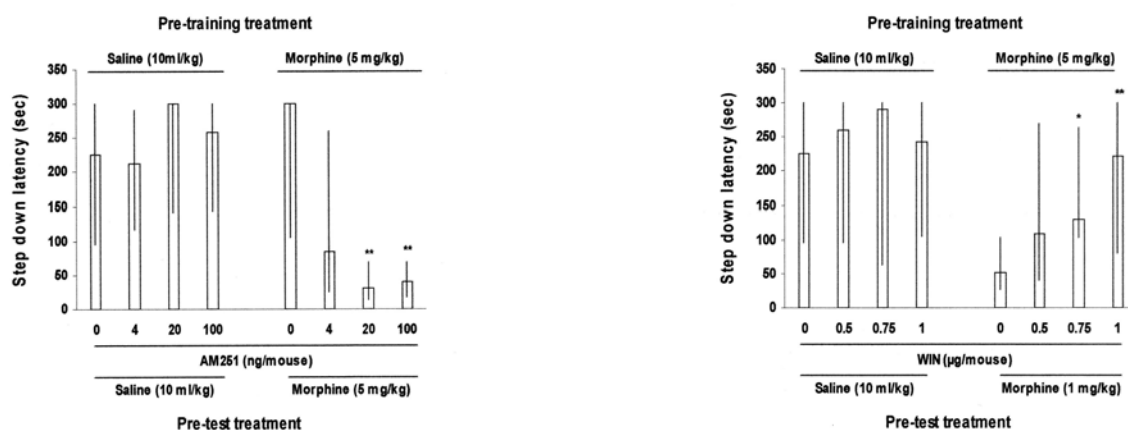 Pre-training treatment
Saline (10ml/kg) Morphine (5 mg/kg)
Step down latency (sec)
350
300
250
200
150
100
50
0
** **
0 4 20 100 0 4 20 100
AM251 (ng/mouse)
Saline (10 ml/kg) Morphine (5 mg/kg)
Pre-test treatment
Pre-training treatment
Saline (10 ml/kg) Morphine (5 mg/kg)
Step down latency (sec)
350
300
250
200
150
100
50
0
* **
0 0.5 0.75 1 0 0.5 0.75 1
WIN (µg/mouse)
Saline (10 ml/kg) Morphine (1 mg/kg)
Pre-test treatment